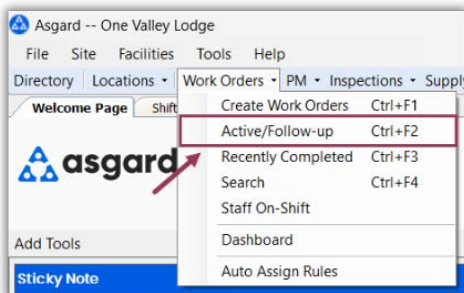 Asgard -- One Valley Lodge
File Site Facilities Tools Help
Directory Locations Work Orders PM Inspections Supply
Welcome Page Shift
Create Work Orders Ctrl+F1
Active/Follow-up Ctrl+F2
Recently Completed Ctrl+F3
Search Ctrl+F4
Staff On-Shift
Dashboard
Auto Assign Rules
asgard
Add Tools
Sticky Note